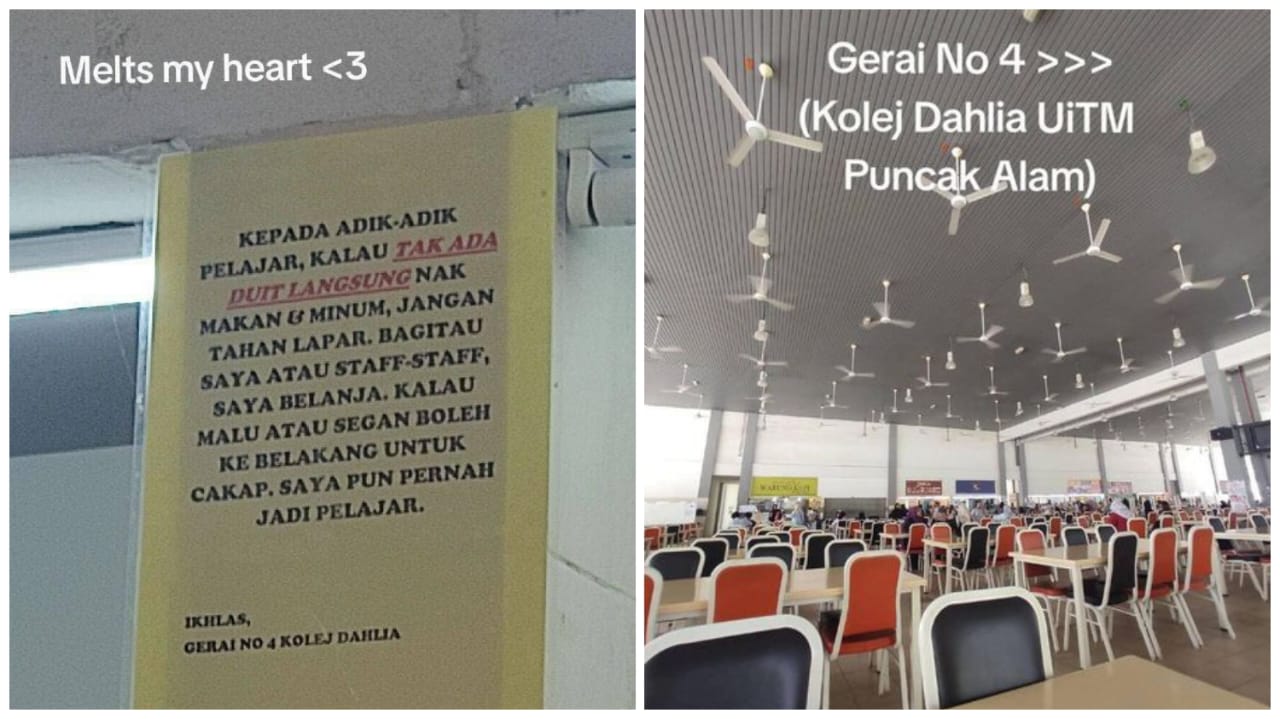 Melts my heart <3
KEPADA ADIK-ADIK
PELAJAR, KALAU TAK ADA
DUIT LANGSUNG NAK
MAKAN & MINUM, JANGAN
TAHAN LAPAR. BAGITAU
SAYA ATAU STAFF-STAFF,
SAYA BELANJA. KALAU
MALU ATAU SEGAN BOLEH
KE BELAKANG UNTUK
CAKAP. SAYA PUN PERNAH
JADI PELAJAR.
IKHLAS,
GERAI NO 4 KOLEJ DAHLIA
Gerai No 4 >>>
(Kolej Dahlia UiTM
Puncak Alam)